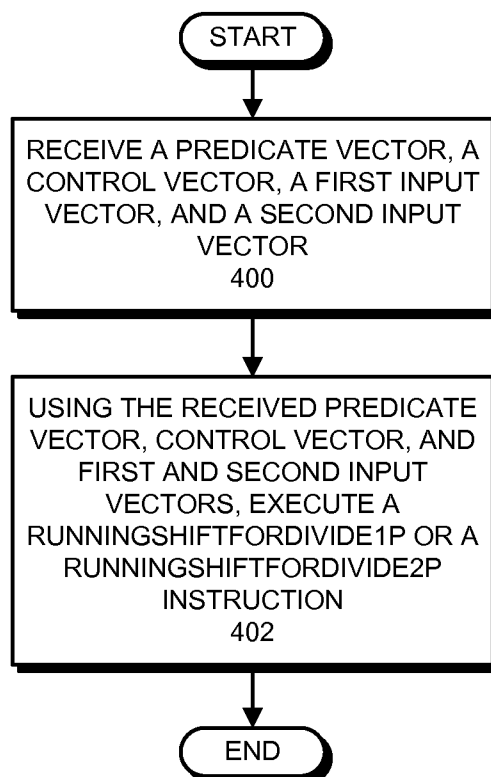 START
RECEIVE A PREDICATE VECTOR, A
CONTROL VECTOR, A FIRST INPUT
VECTOR, AND A SECOND INPUT
VECTOR
400
USING THE RECEIVED PREDICATE
VECTOR, CONTROL VECTOR, AND
FIRST AND SECOND INPUT
VECTORS, EXECUTE A
RUNNINGSHIFTFORDIVIDE1P OR A
RUNNINGSHIFTFORDIVIDE2P
INSTRUCTION
402
END